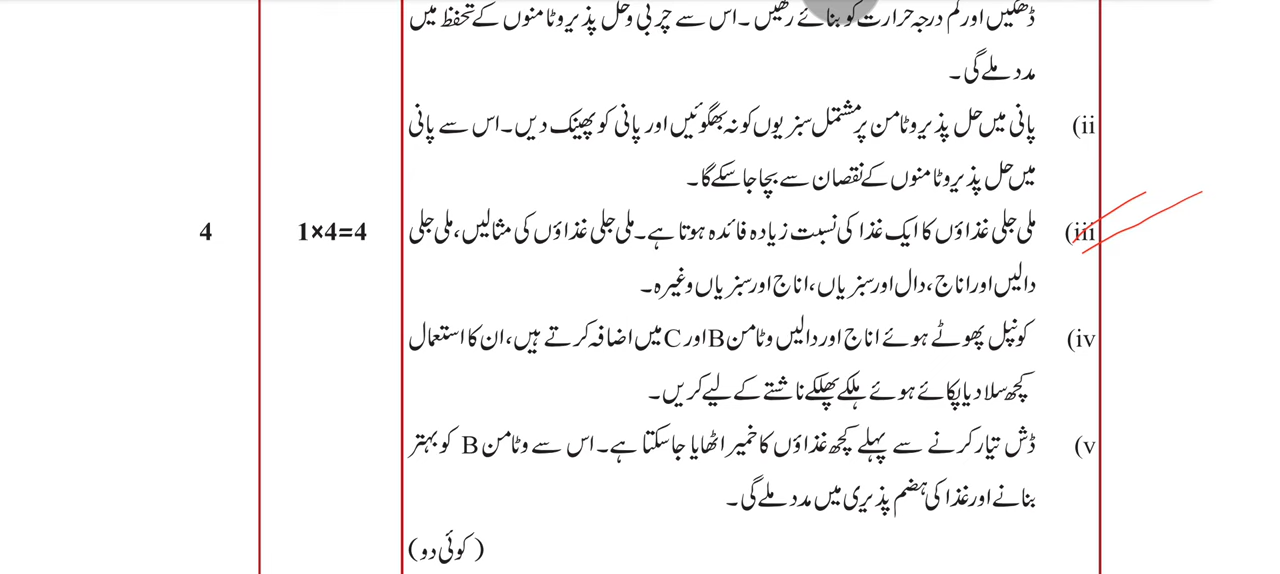 ڈھکیں اور کم درجہ حرارت کو بنائے رکھیں ۔ اس سے چربی و حل پذیر وٹامنوں کے تحفظ میں
مدد ملے گی ۔
ii) پانی میں حل پذیر وٹامن پر مشتمل سبزیوں کو نہ بھگوئیں اور پانی کو پھینک دیں۔ اس سے پانی
میں حل پذیر وٹامنوں کے نقصان سے بچا جا سکے گا۔
iii) ملی جلی غذاؤں کا ایک غذا کی نسبت زیادہ فائدہ ہوتا ہے۔ ملی جلی غذاؤں کی مثالیں، ملی جلی 1×4=4 4
دالیں اور اناج، دال اور سبزیاں، اناج اور سبزیاں وغیرہ۔
iv) کونپل پھوٹے ہوئے اناج اور دالیں وٹامن B اور C میں اضافہ کرتے ہیں، ان کا استعمال
کچھ سلاد یا پکائے ہوئے ہلکے پھلکے ناشتے کے لیے کریں۔
v) ڈش تیار کرنے سے پہلے کچھ غذاؤں کا خمیر اٹھایا جا سکتا ہے۔ اس سے وٹامن B کو بہتر
بنانے اور غذا کی ہضم پذیری میں مدد ملے گی ۔
(کوئی دو)